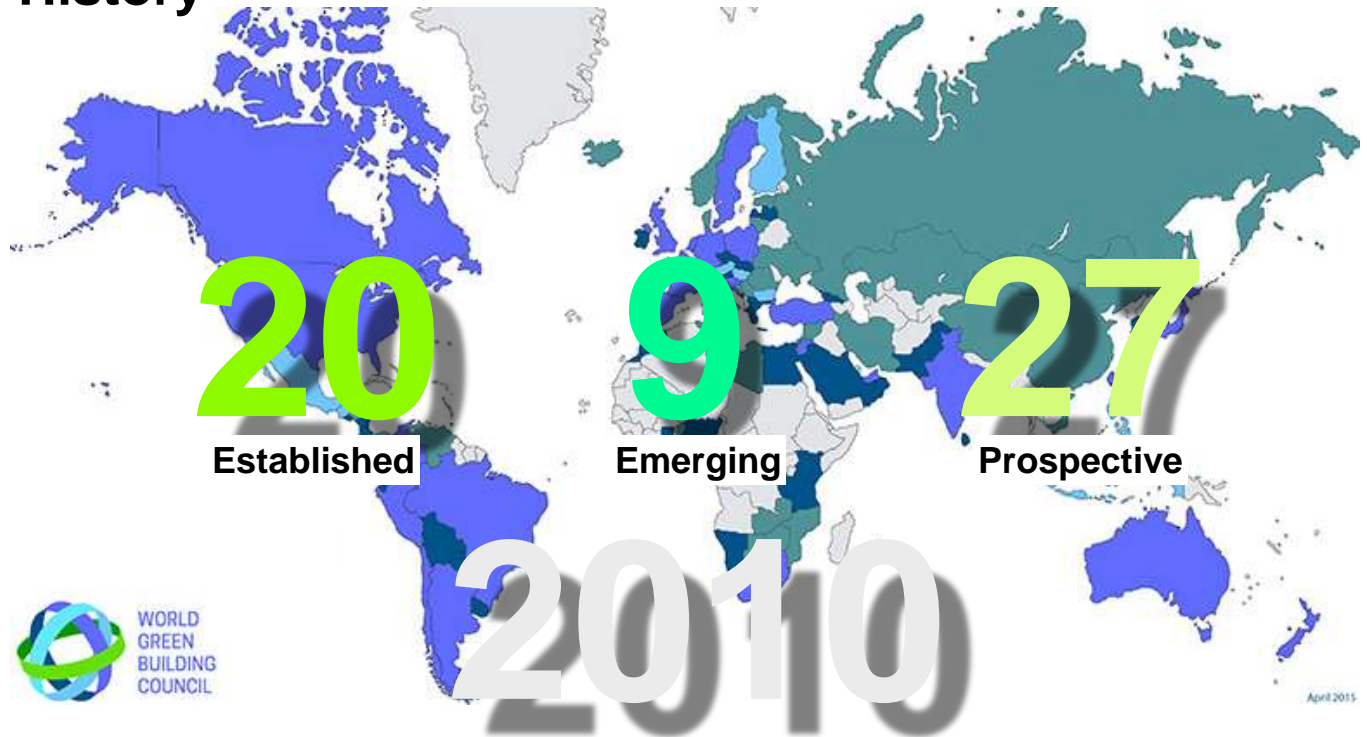 History
20
9
27
Established
Emerging
Prospective
2010
WORLD
GREEN
BUILDING
COUNCIL
April 2015